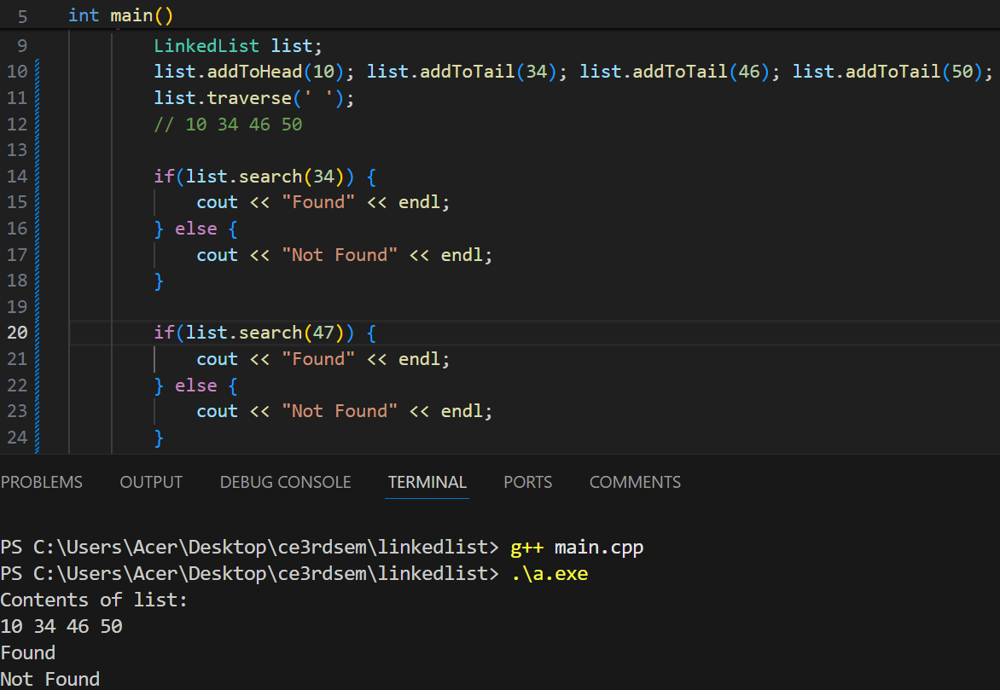 5 int main()
9 LinkedList list;
10 list.addToHead(10); list.addToTail(34); list.addToTail(46); list.addToTail(50);
11 list.traverse(' ');
12 // 10 34 46 50
13
14 if(list.search(34)) {
15 cout << "Found" << endl;
16 } else {
17 cout << "Not Found" << endl;
18 }
19
20 if(list.search(47)) {
21 cout << "Found" << endl;
22 } else {
23 cout << "Not Found" << endl;
24 }
PROBLEMS OUTPUT DEBUG CONSOLE TERMINAL PORTS COMMENTS
PS C:\Users\Acer\Desktop\ce3rdsem\linkedlist> g++ main.cpp
PS C:\Users\Acer\Desktop\ce3rdsem\linkedlist> .\a.exe
Contents of list:
10 34 46 50
Found
Not Found